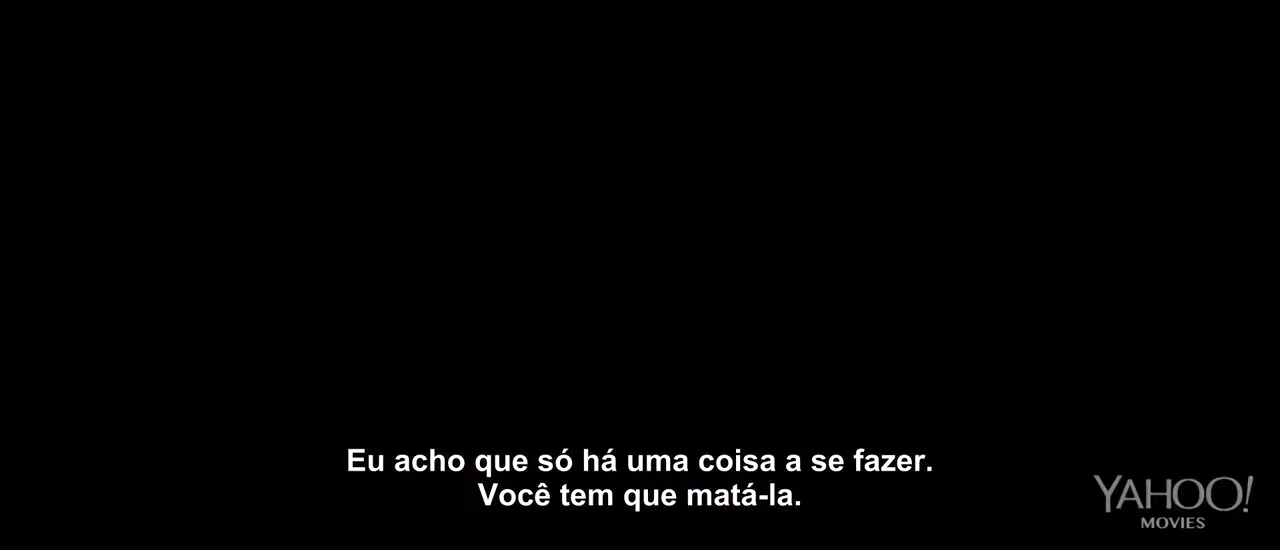 Eu acho que só há uma coisa a se fazer.
Você tem que matá-la.
YAHOO!
MOVIES